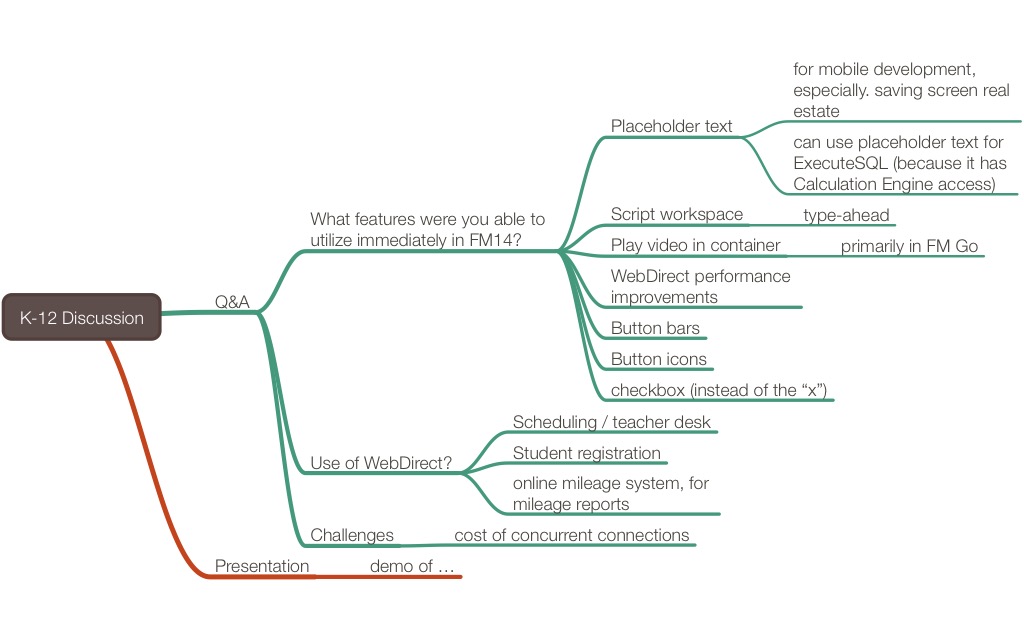 K-12 Discussion
Q&A
What features were you able to
utilize immediately in FM14?
Placeholder text
for mobile development,
especially. saving screen real
estate
can use placeholder text for
ExecuteSQL (because it has
Calculation Engine access)
Script workspace
type-ahead
Play video in container
primarily in FM Go
WebDirect performance
improvements
Button bars
Button icons
checkbox (instead of the “x”)
Use of WebDirect?
Scheduling / teacher desk
Student registration
online mileage system, for
mileage reports
Challenges
cost of concurrent connections
Presentation
demo of …